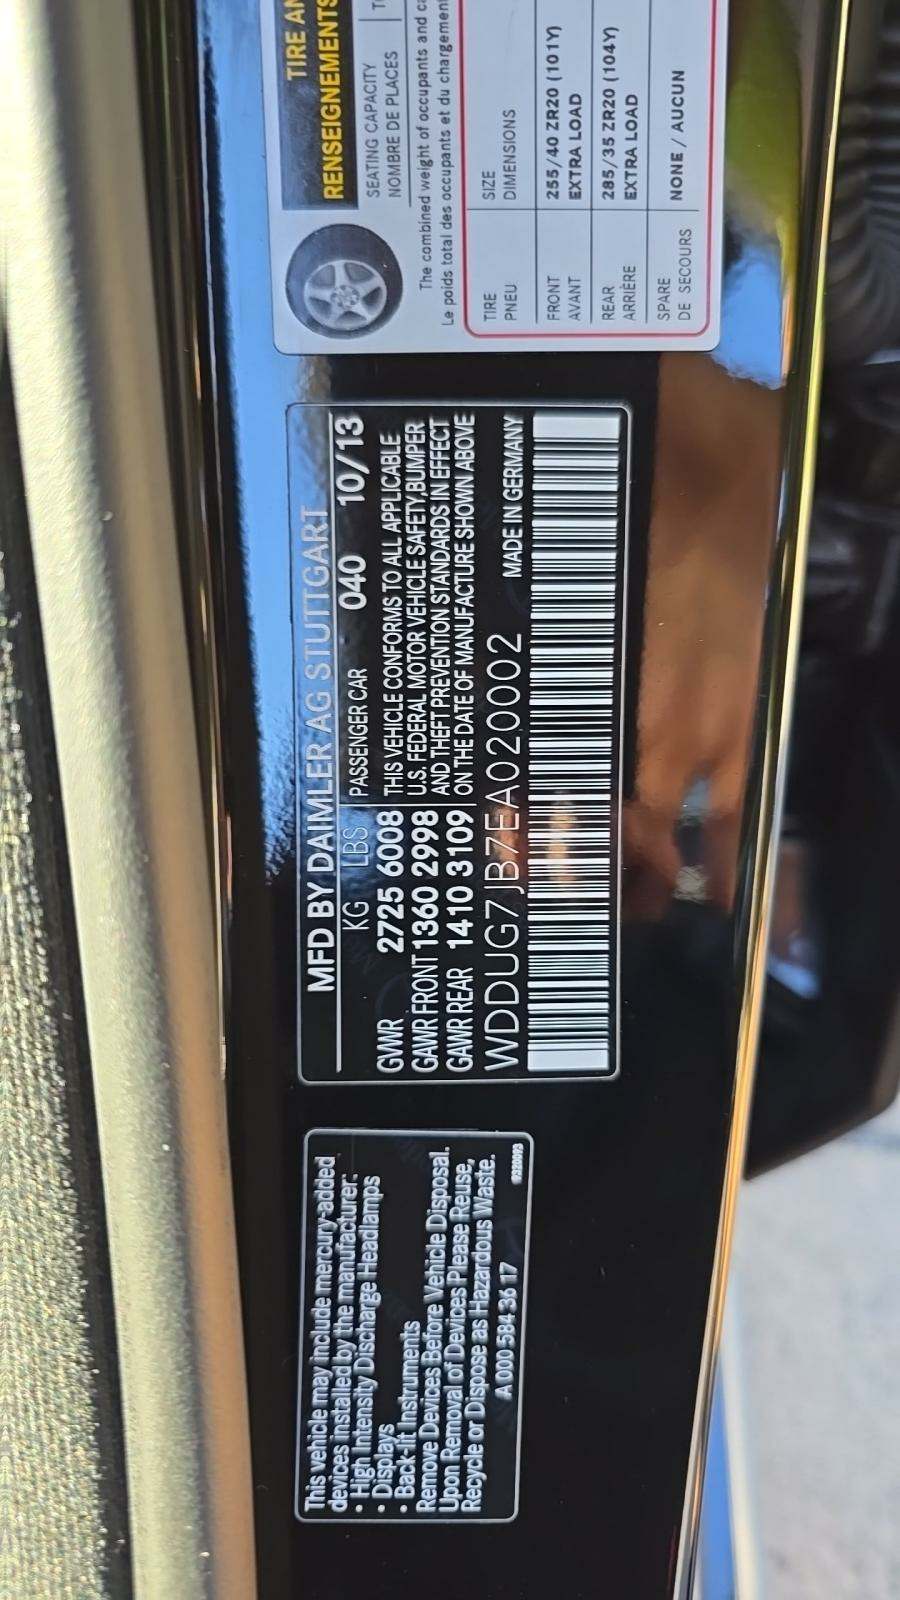 This vehicle may include mercury-added
devices installed by the manufacturer:
• High Intensity Discharge Headlamps
• Displays
• Back-lit Instruments
Remove Devices Before Vehicle Disposal.
Upon Removal of Devices Please Reuse,
Recycle or Dispose as Hazardous Waste.
A 000 584 36 17
MFD BY DAIMLER AG STUTTGART
KG LBS PASSENGER CAR 040 10/13
GVWR 2725 6008
GAWR FRONT 1360 2998
GAWR REAR 1410 3109
THIS VEHICLE CONFORMS TO ALL APPLICABLE
U.S. FEDERAL MOTOR VEHICLE SAFETY,BUMPER
AND THEFT PREVENTION STANDARDS IN EFFECT
ON THE DATE OF MANUFACTURE SHOWN ABOVE
WDDUG7JB7EA020002 MADE IN GERMANY
TIRE
RENSEIGNEMENTS
SEATING CAPACITY
NOMBRE DE PLACES
The combined weight of occupants and
Le poids total des occupants et du chargement
TIRE SIZE
PNEU DIMENSIONS
FRONT 255/40 ZR20 (101Y)
AVANT EXTRA LOAD
REAR 285/35 ZR20 (104Y)
ARRIÈRE EXTRA LOAD
SPARE NONE / AUCUN
DE SECOURS